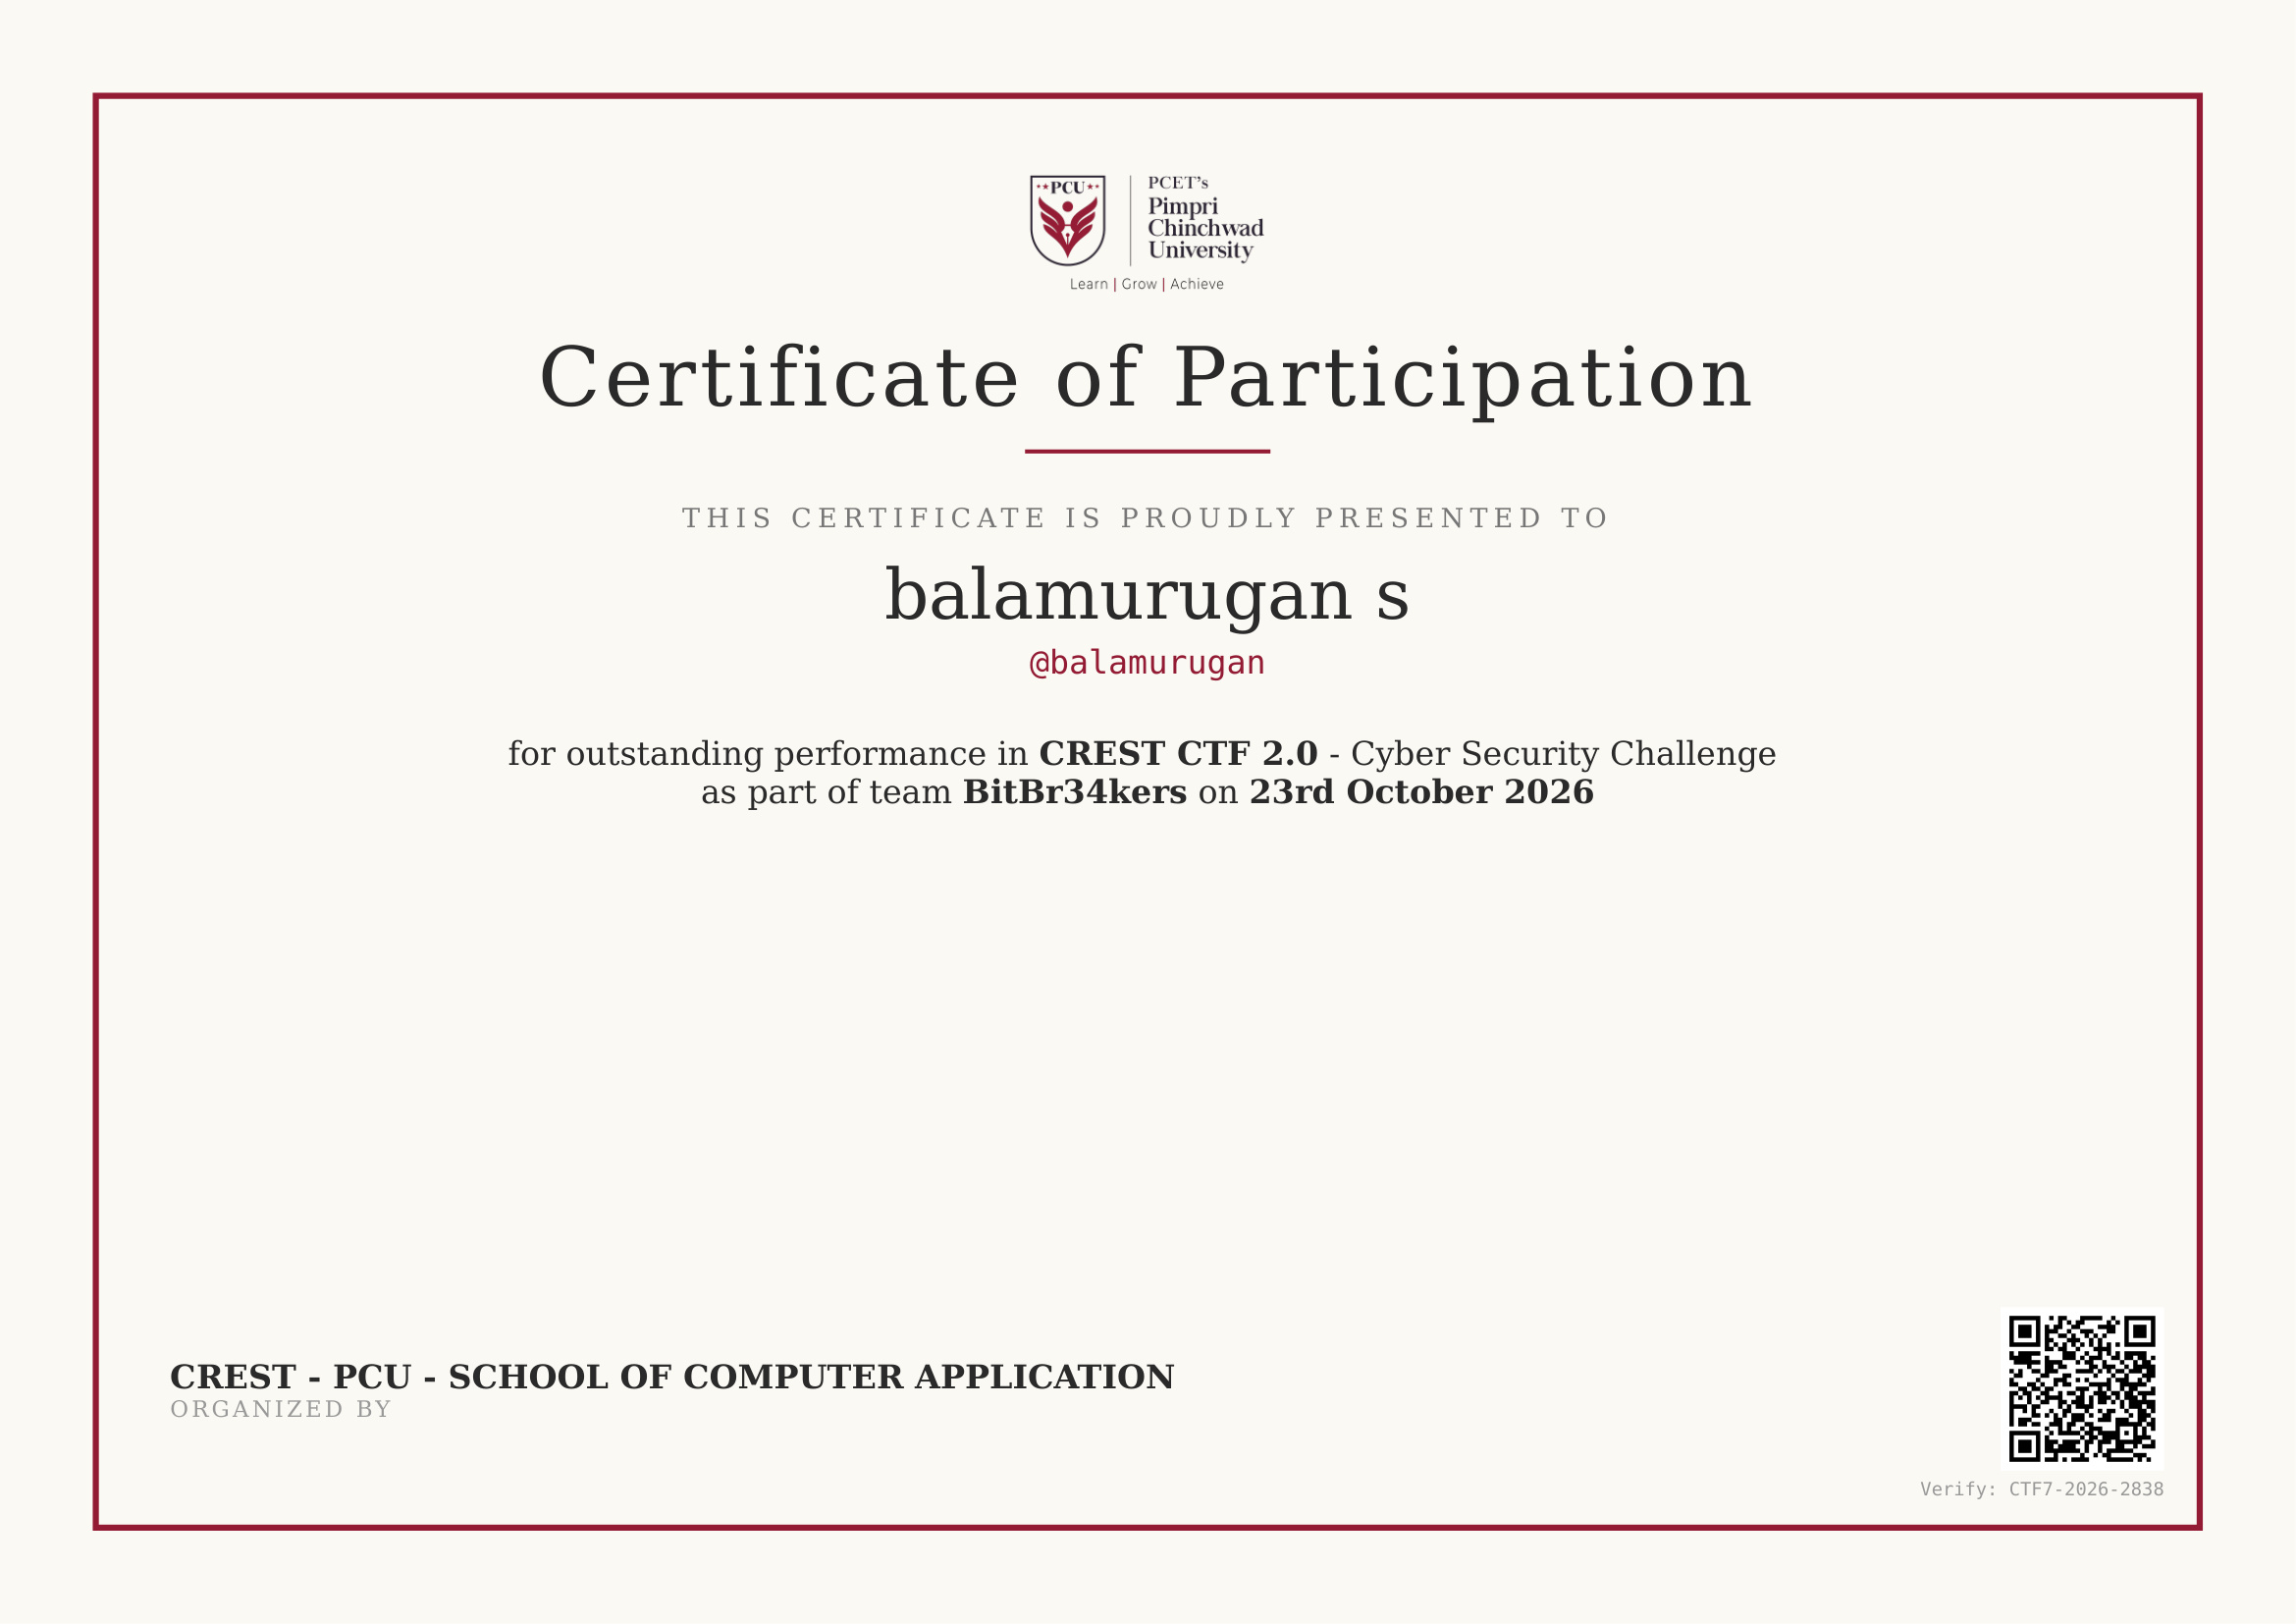 PCU
PCET’s
Pimpri
Chinchwad
University
Learn | Grow | Achieve
Certificate of Participation
THIS CERTIFICATE IS PROUDLY PRESENTED TO
balamurugan s
@balamurugan
for outstanding performance in CREST CTF 2.0 - Cyber Security Challenge
as part of team BitBr34kers on 23rd October 2026
CREST - PCU - SCHOOL OF COMPUTER APPLICATION
ORGANIZED BY
Verify: CTF7-2026-2838